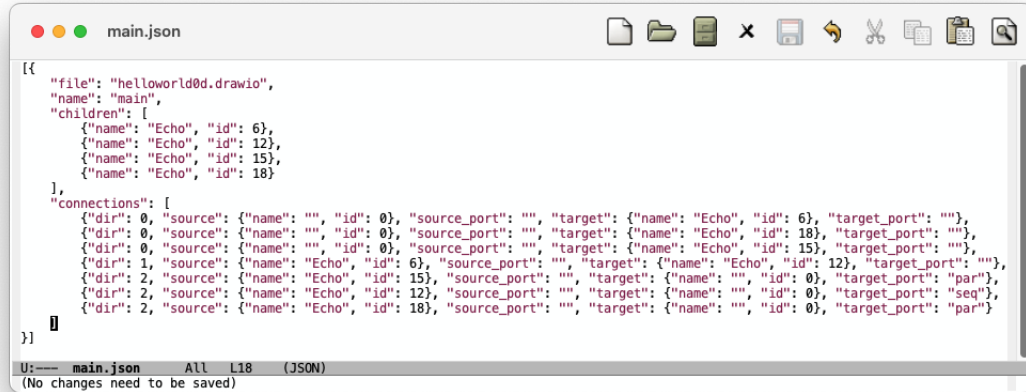 main.json
[{
    "file": "helloworld0d.drawio",
    "name": "main",
    "children": [
        {"name": "Echo", "id": 6},
        {"name": "Echo", "id": 12},
        {"name": "Echo", "id": 15},
        {"name": "Echo", "id": 18}
    ],
    "connections": [
        {"dir": 0, "source": {"name": "", "id": 0}, "source_port": "", "target": {"name": "Echo", "id": 6}, "target_port": ""},
        {"dir": 0, "source": {"name": "", "id": 0}, "source_port": "", "target": {"name": "Echo", "id": 18}, "target_port": ""},
        {"dir": 0, "source": {"name": "", "id": 0}, "source_port": "", "target": {"name": "Echo", "id": 15}, "target_port": ""},
        {"dir": 1, "source": {"name": "Echo", "id": 6}, "source_port": "", "target": {"name": "Echo", "id": 12}, "target_port": ""},
        {"dir": 2, "source": {"name": "Echo", "id": 15}, "source_port": "", "target": {"name": "", "id": 0}, "target_port": "par"},
        {"dir": 2, "source": {"name": "Echo", "id": 12}, "source_port": "", "target": {"name": "", "id": 0}, "target_port": "seq"},
        {"dir": 2, "source": {"name": "Echo", "id": 18}, "source_port": "", "target": {"name": "", "id": 0}, "target_port": "par"}
    ]
}]
U:---  main.json      All   L18    (JSON)
(No changes need to be saved)